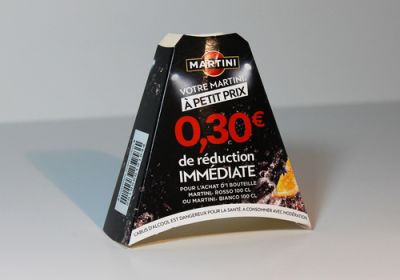 MARTINI
VOTRE MARTINI
À PETIT PRIX
0,30€
de réduction
IMMÉDIATE
POUR L'ACHAT D'1 BOUTEILLE
MARTINI® ROSSO 100 CL
OU MARTINI® BIANCO 100 CL
L'ABUS D'ALCOOL EST DANGEREUX POUR LA SANTÉ. A CONSOMMER AVEC MODÉRATION